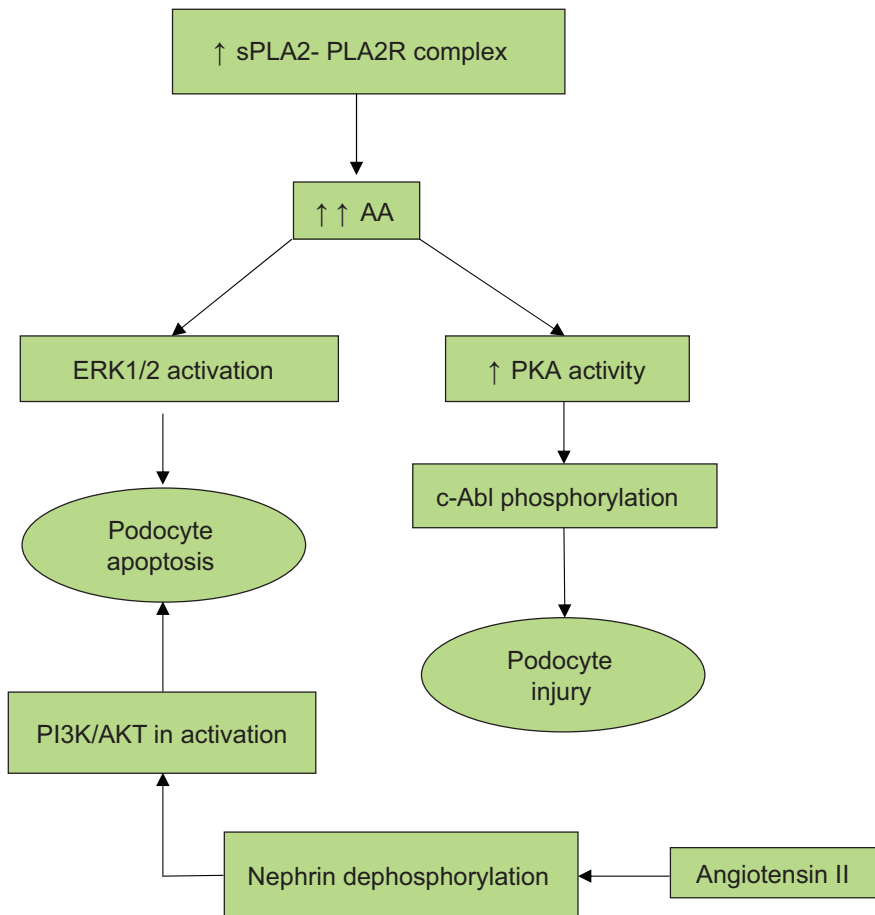 ↑ sPLA2- PLA2R complex
↑ ↑ AA
ERK1/2 activation
↑ PKA activity
c-Abl phosphorylation
Podocyte
apoptosis
Podocyte
injury
PI3K/AKT in activation
Nephrin dephosphorylation
Angiotensin II